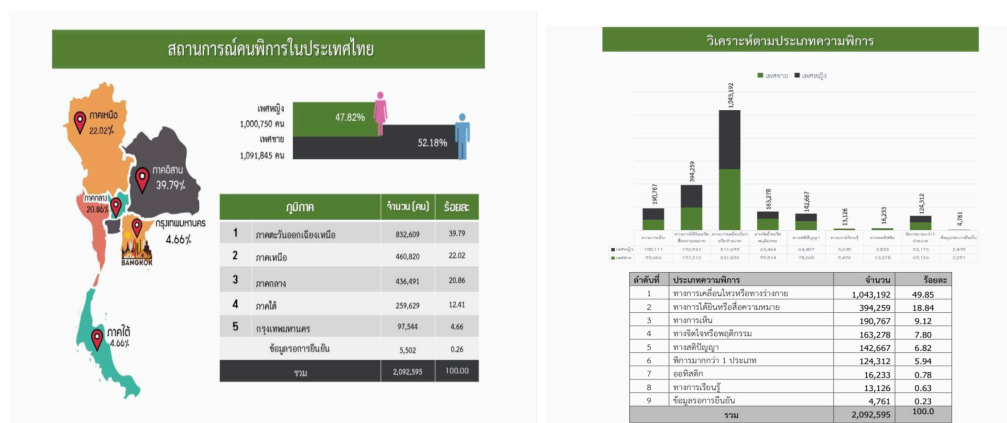 สถานการณ์คนพิการในประเทศไทย
ภาคเหนือ
22.02%
ภาคอีสาน
39.79%
ภาคกลาง
20.86%
กรุงเทพมหานคร
4.66%
BANGKOK
ภาคใต้
4.66%
เพศหญิง
1,000,750 คน
47.82%
เพศชาย
1,091,845 คน
52.18%
ภูมิภาค จำนวน (คน) ร้อยละ
1 ภาคตะวันออกเฉียงเหนือ 832,609 39.79
2 ภาคเหนือ 460,820 22.02
3 ภาคกลาง 436,491 20.86
4 ภาคใต้ 259,629 12.41
5 กรุงเทพมหานคร 97,544 4.66
ข้อมูลรอการยืนยัน 5,502 0.26
รวม 2,092,595 100.00
วิเคราะห์ตามประเภทความพิการ
เพศชาย เพศหญิง
190,767
394,259
1,043,192
163,278
142,667
13,126
16,233
124,312
4,761
ลำดับที่ ประเภทความพิการ จำนวน ร้อยละ
1 ทางการเคลื่อนไหวหรือทางร่างกาย 1,043,192 49.85
2 ทางการได้ยินหรือสื่อความหมาย 394,259 18.84
3 ทางการเห็น 190,767 9.12
4 ทางจิตใจหรือพฤติกรรม 163,278 7.80
5 ทางสติปัญญา 142,667 6.82
6 พิการมากกว่า 1 ประเภท 124,312 5.94
7 ออทิสติก 16,233 0.78
8 ทางการเรียนรู้ 13,126 0.63
9 ข้อมูลรอการยืนยัน 4,761 0.23
รวม 2,092,595 100.0